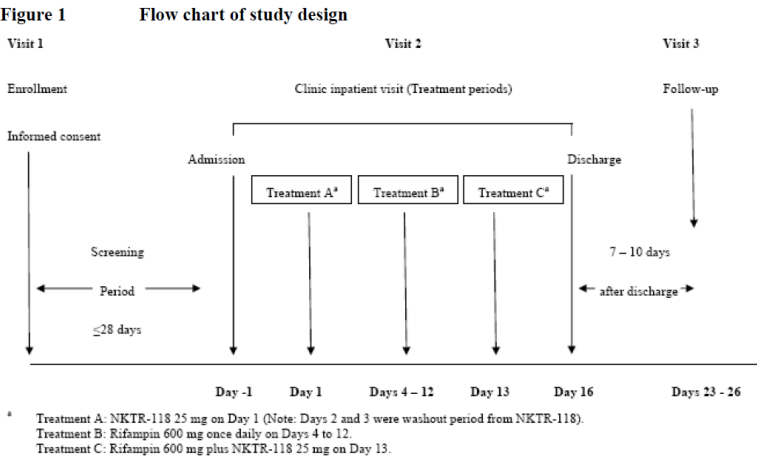 Figure 1 Flow chart of study design
Visit 1 Visit 2 Visit 3
Enrollment Clinic inpatient visit (Treatment periods) Follow-up
Informed consent
Admission Discharge
Treatment Aª Treatment Bª Treatment Cª
Screening 7 – 10 days
Period after discharge
≤28 days
Day -1 Day 1 Days 4 – 12 Day 13 Day 16 Days 23 - 26
ª Treatment A: NKTR-118 25 mg on Day 1 (Note: Days 2 and 3 were washout period from NKTR-118).
Treatment B: Rifampin 600 mg once daily on Days 4 to 12.
Treatment C: Rifampin 600 mg plus NKTR-118 25 mg on Day 13.